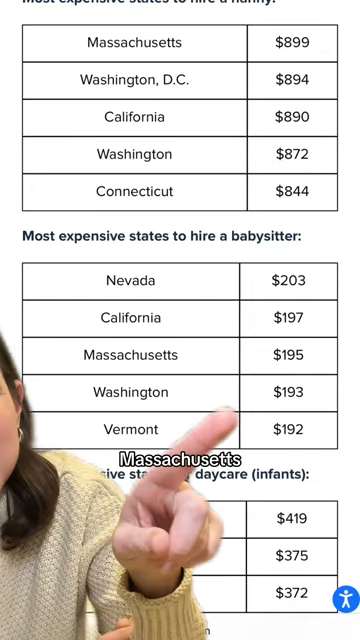 Most expensive states to hire a nanny:
Massachusetts $899
Washington, D.C. $894
California $890
Washington $872
Connecticut $844
Most expensive states to hire a babysitter:
Nevada $203
California $197
Massachusetts $195
Washington $193
Vermont $192
Massachusetts
sive sta daycare (infants):
$419
$375
$372